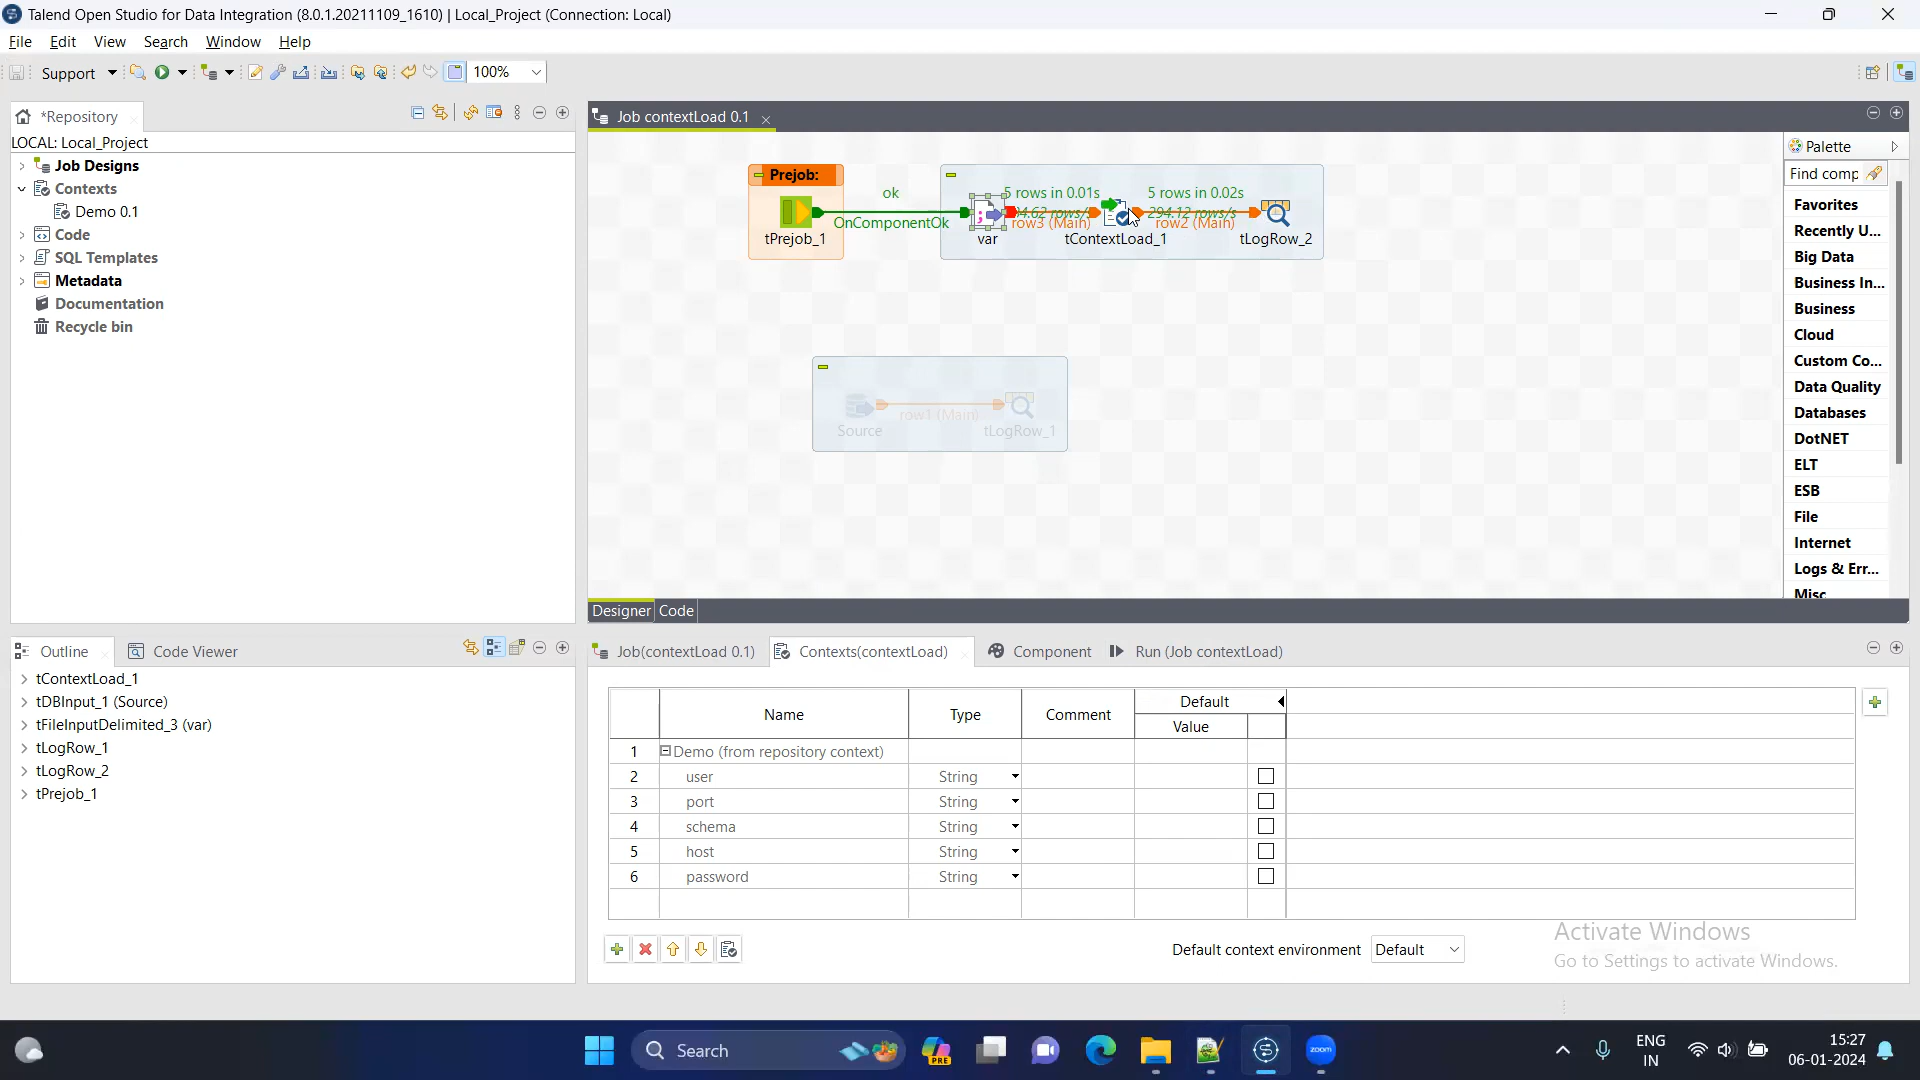 Talend Open Studio for Data Integration (8.0.1.20211109_1610) | Local_Project (Connection: Local)
File Edit View Search Window Help
Support 100%
*Repository
LOCAL: Local_Project
Job Designs
Contexts
Demo 0.1
Code
SQL Templates
Metadata
Documentation
Recycle bin
Job contextLoad 0.1
Prejob:
ok
OnComponentOk
tPrejob_1
5 rows in 0.01s
row3 (Main)
5 rows in 0.02s
294.12 rows/s
row2 (Main)
var
tContextLoad_1
tLogRow_2
row1 (Main)
Source
tLogRow_1
Palette
Find comp
Favorites
Recently U...
Big Data
Business In...
Business
Cloud
Custom Co...
Data Quality
Databases
DotNET
ELT
ESB
File
Internet
Logs & Err...
Misc
Designer Code
Outline Code Viewer
tContextLoad_1
tDBInput_1 (Source)
tFileInputDelimited_3 (var)
tLogRow_1
tLogRow_2
tPrejob_1
Job(contextLoad 0.1) Contexts(contextLoad) Component Run (Job contextLoad)
Name Type Comment Default
Value
1 Demo (from repository context)
2 user String
3 port String
4 schema String
5 host String
6 password String
Default context environment Default
Activate Windows
Go to Settings to activate Windows.
Search
PRE
zoom
ENG
IN
15:27
06-01-2024